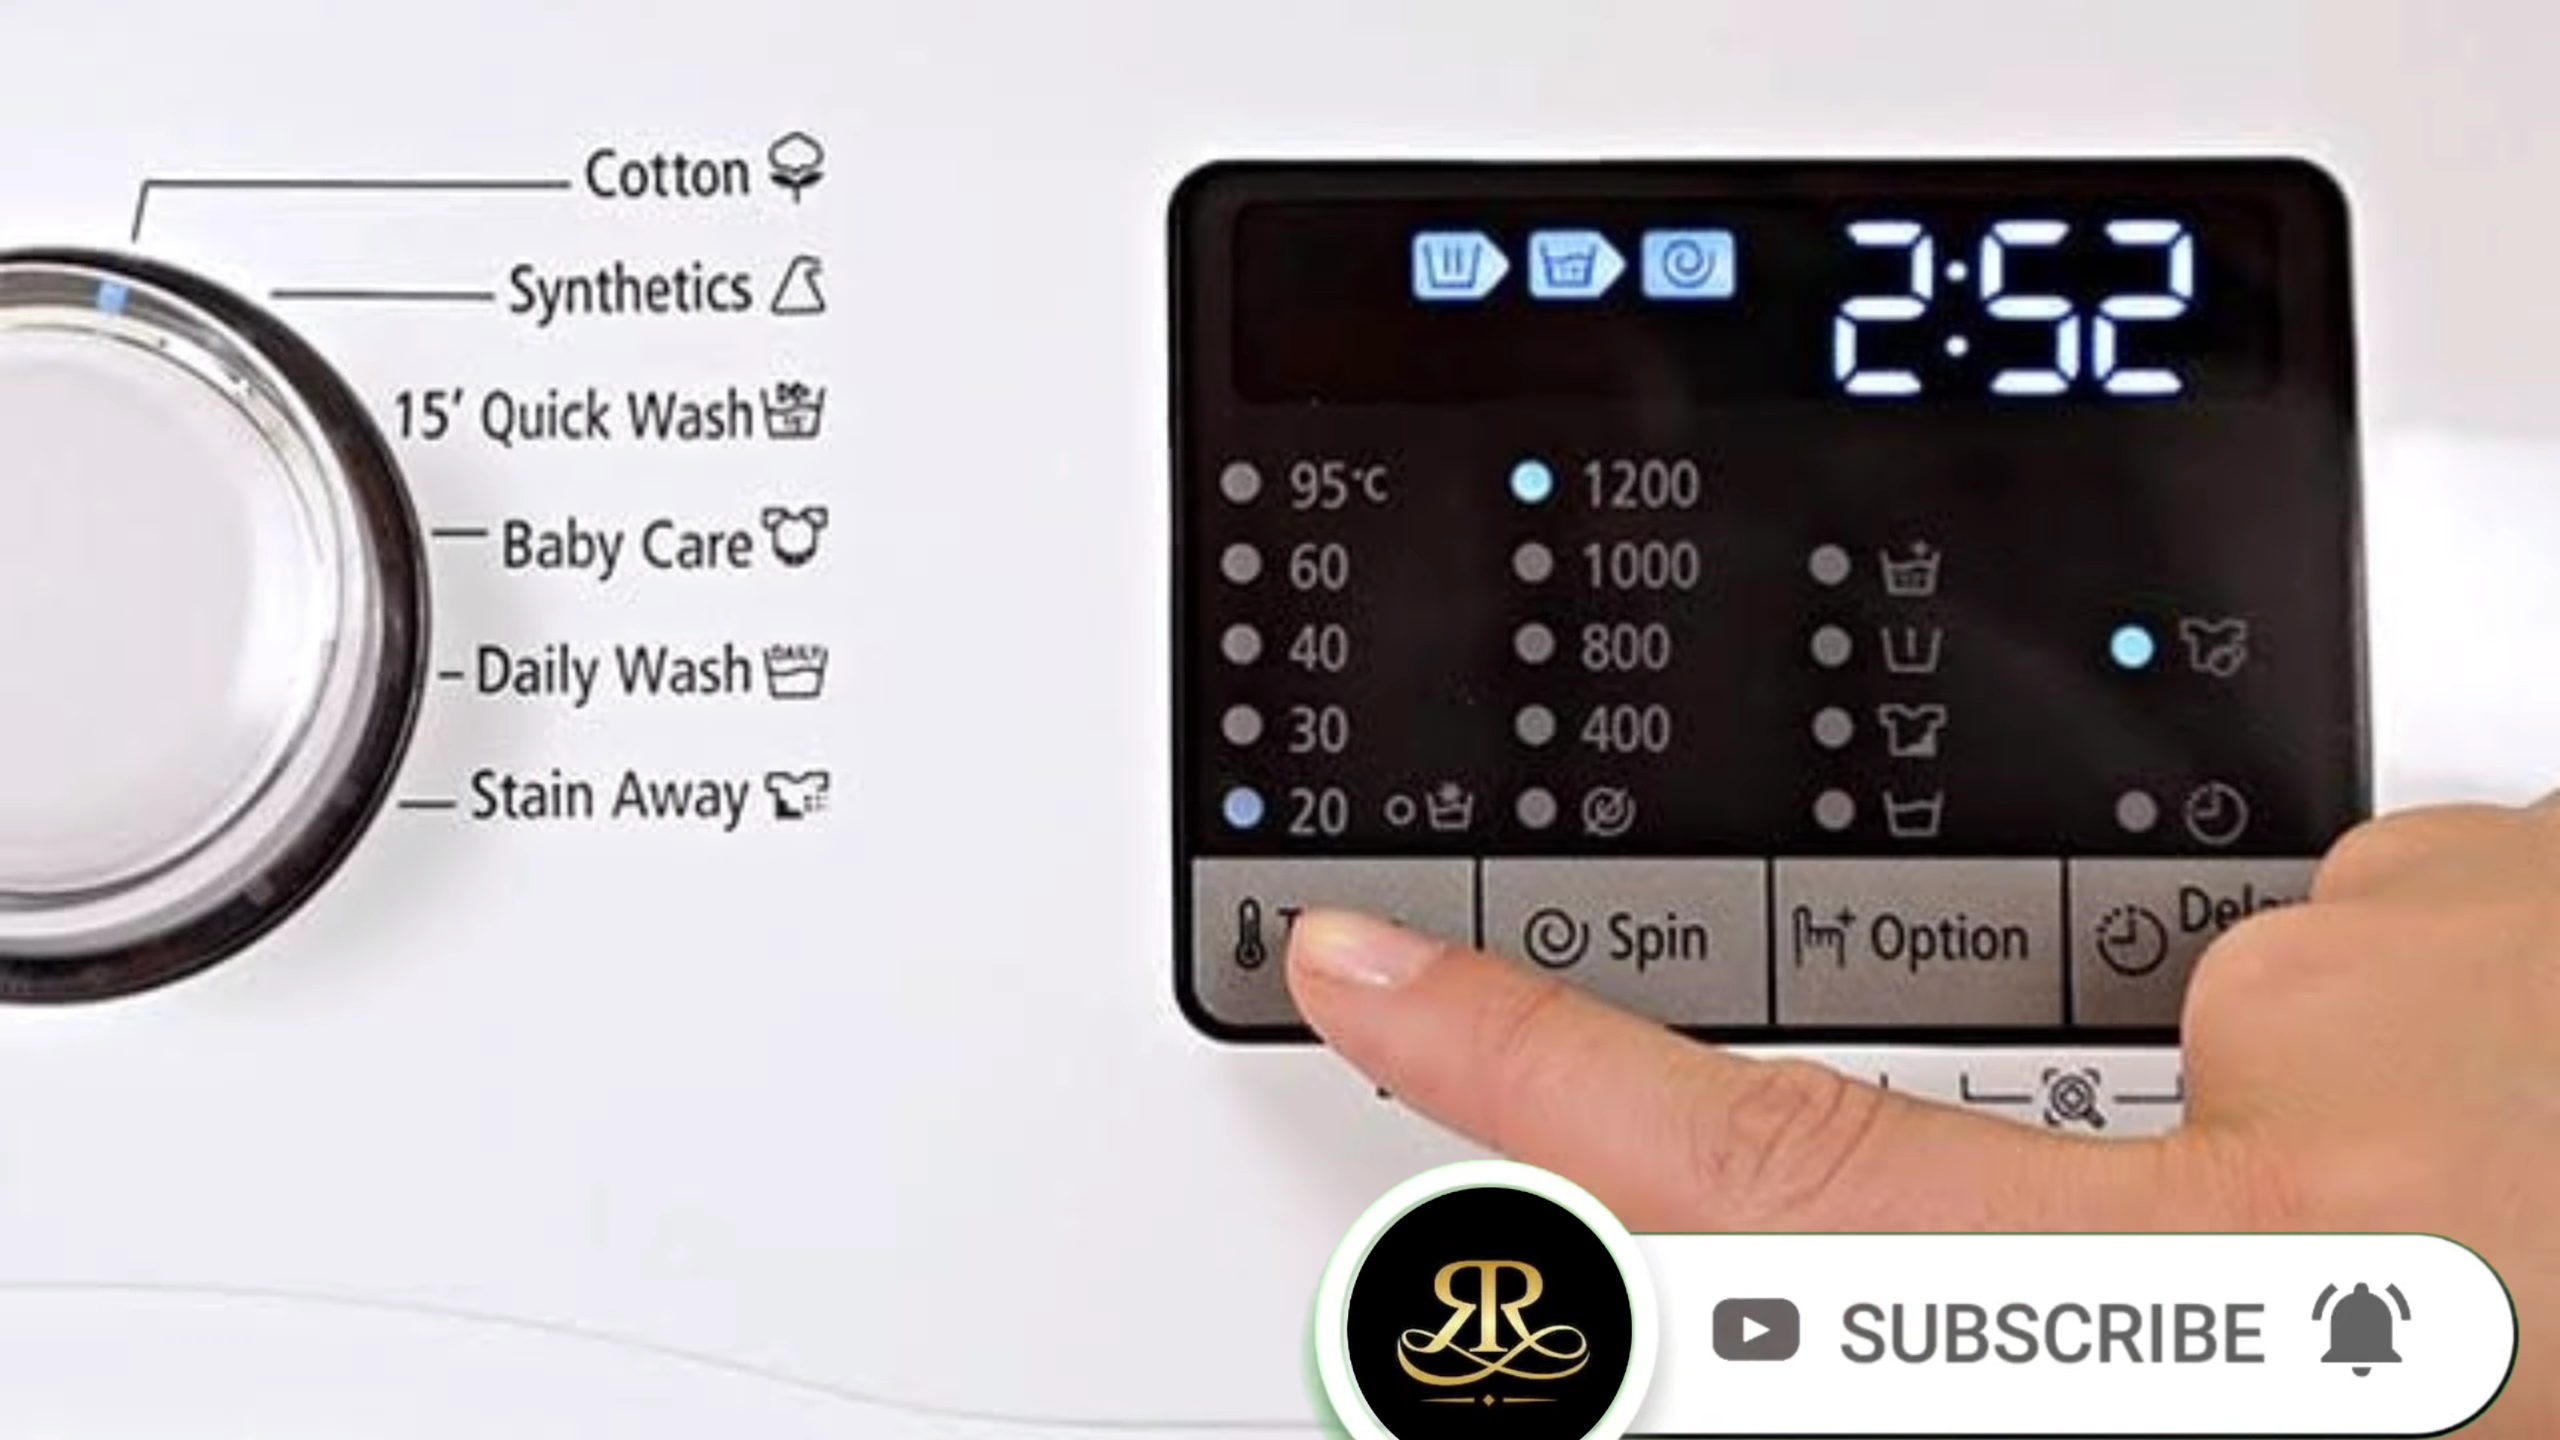 Cotton
Synthetics
15' Quick Wash
Baby Care
Daily Wash
Stain Away
2:52
95°C
60
40
30
20
1200
1000
800
400
Spin
Option
SUBSCRIBE